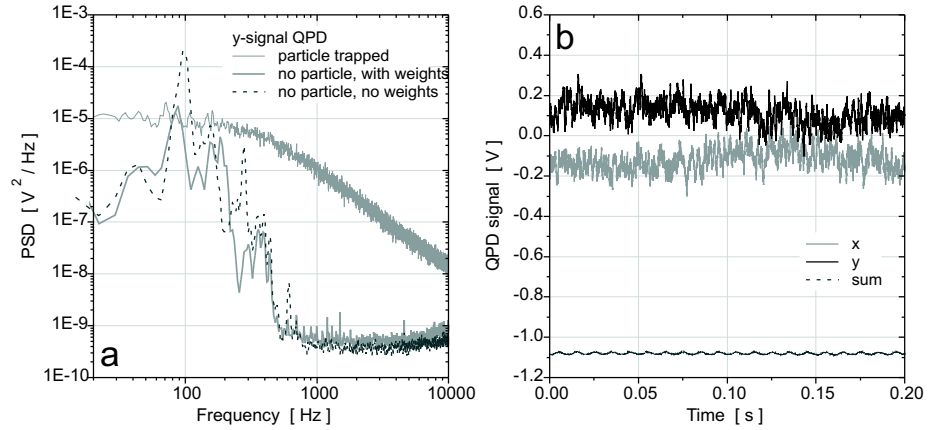 1E-3
1E-4
1E-5
1E-6
1E-7
1E-8
1E-9
1E-10
PSD [ V 2 / Hz ]
y-signal QPD
particle trapped
no particle, with weights
no particle, no weights
a
100
1000
10000
Frequency [ Hz ]
0.6
0.4
0.2
0.0
-0.2
-0.4
-0.6
-0.8
-1.0
-1.2
QPD signal [ V ]
b
x
y
sum
0.00
0.05
0.10
0.15
0.20
Time [ s ]